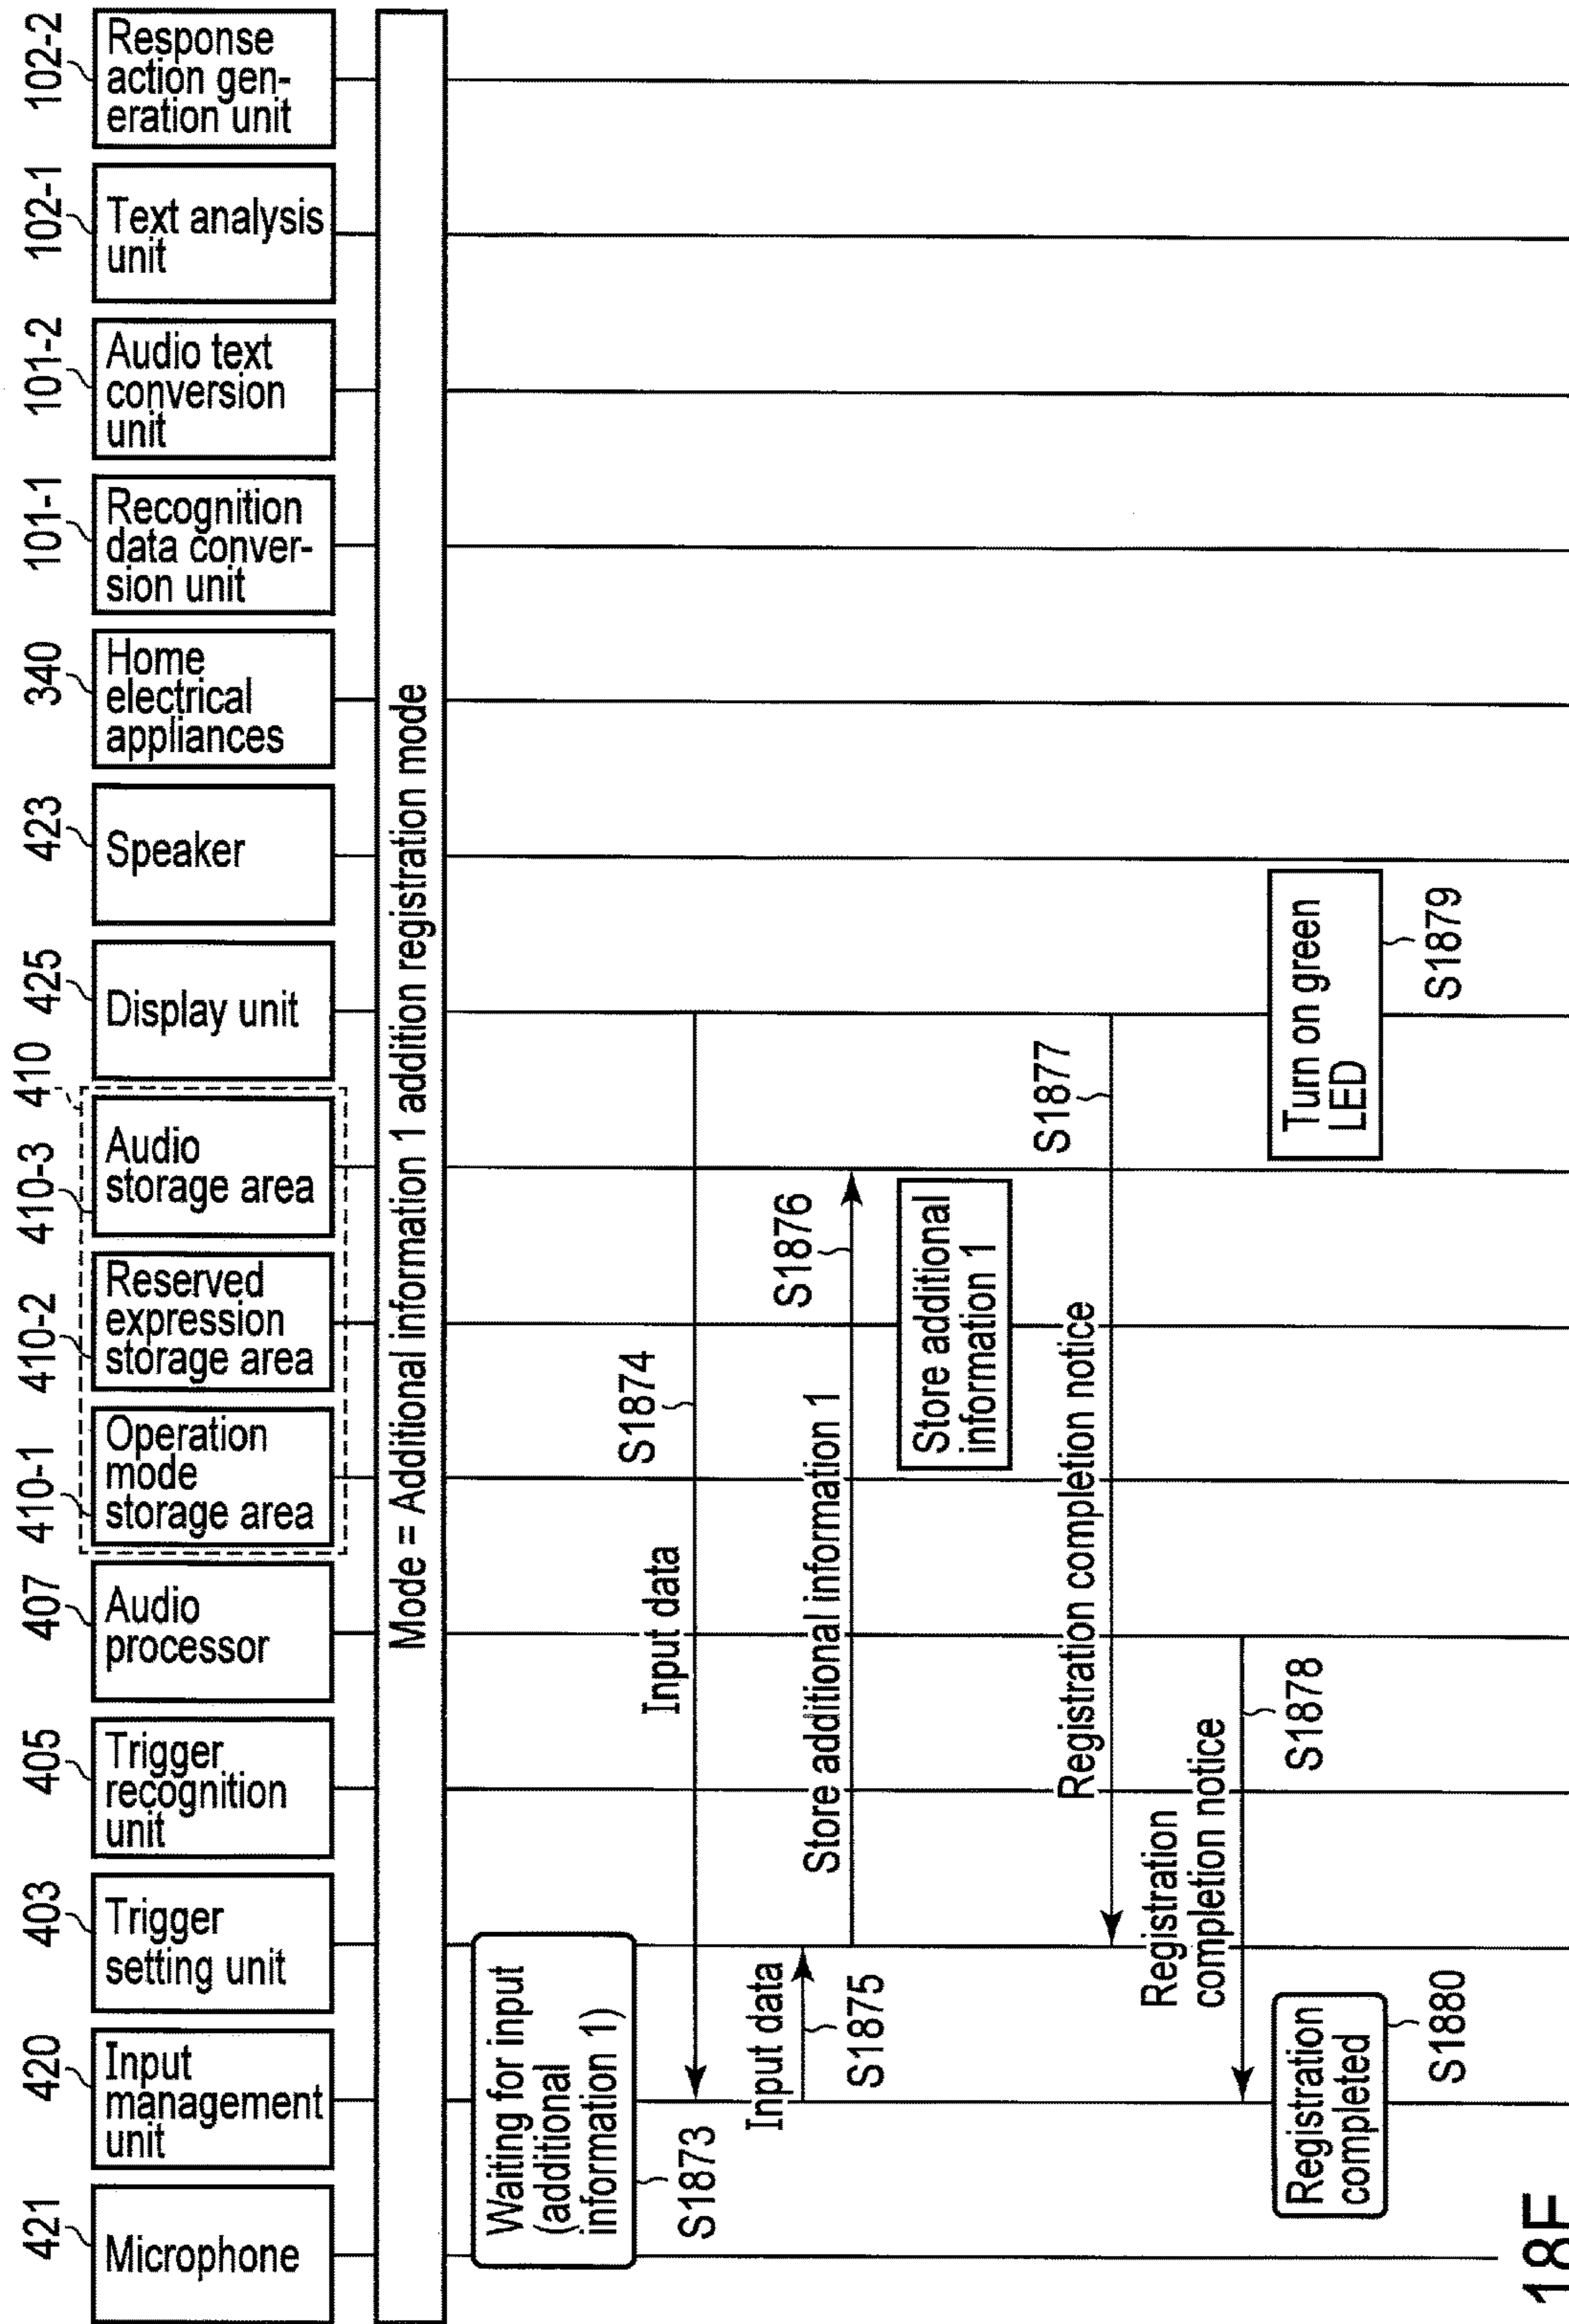 421
Microphone
420
Input
management
unit
403
Trigger
setting unit
405
Trigger
recognition
unit
407
Audio
processor
410-1
Operation
mode
storage area
410-2
Reserved
expression
storage area
410-3
Audio
storage area
410
425
Display unit
423
Speaker
340
Home
electrical
appliances
101-1
Recognition
data conver-
sion unit
101-2
Audio text
conversion
unit
102-1
Text analysis
unit
102-2
Response
action gen-
eration unit
Mode = Additional information 1 addition registration mode
Waiting for input
(additional
information 1)
S1873
Input data
S1874
Input data
S1875
Store additional information 1
S1876
Store additional
information 1
Registration completion notice
S1877
Registration
completion notice
S1878
Turn on green
LED
S1879
Registration
completed
S1880